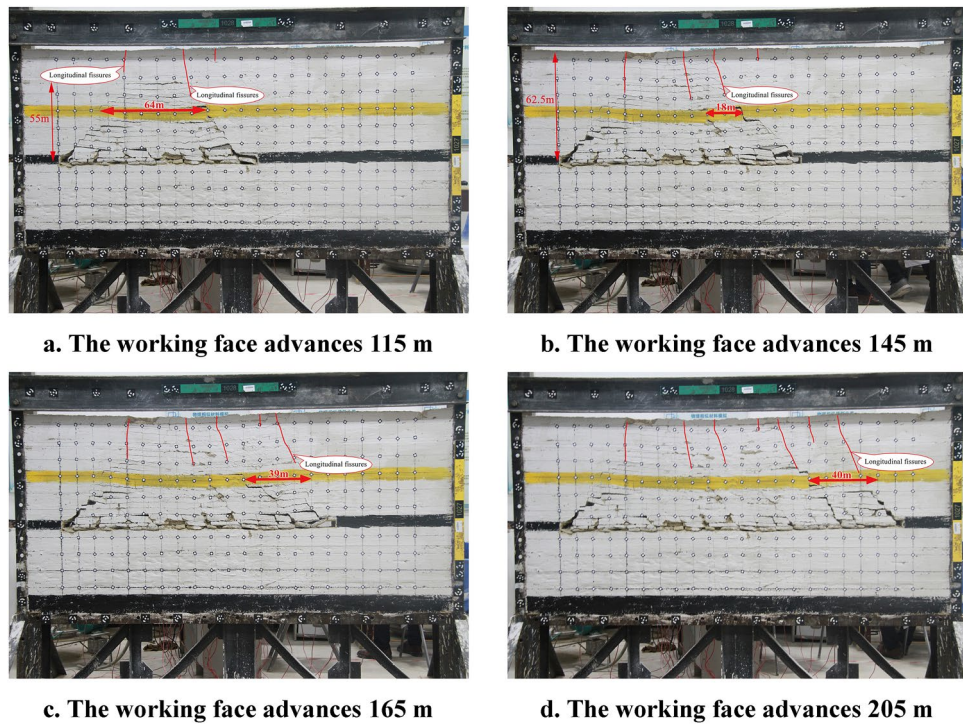 Longitudinal fissures
Longitudinal fissures
64m
55m
a. The working face advances 115 m
62.5m
Longitudinal fissures
18m
b. The working face advances 145 m
Longitudinal fissures
39m
c. The working face advances 165 m
Longitudinal fissures
40m
d. The working face advances 205 m